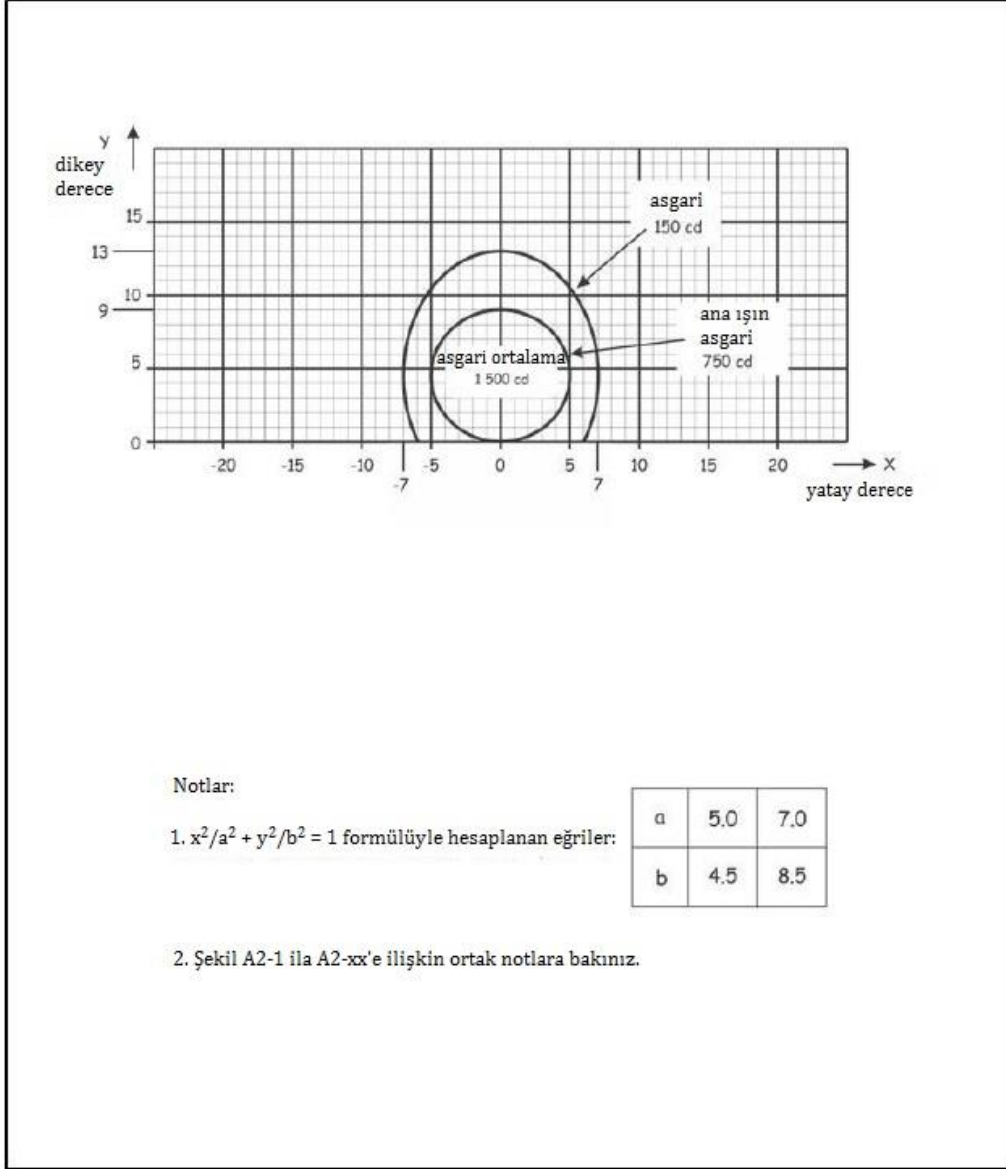 Y
dikey
derece
15
13
10
9
5
0
asgari
150 cd
ana ışın
asgari
750 cd
asgari ortalama
1 500 cd
-20 -15 -10 -5 0 5 10 15 20 X
-7 7
yatay derece
Notlar:
1. x²/a² + y²/b² = 1 formülüyle hesaplanan eğriler:
a 5.0 7.0
b 4.5 8.5
2. Şekil A2-1 ila A2-xx'e ilişkin ortak notlara bakınız.